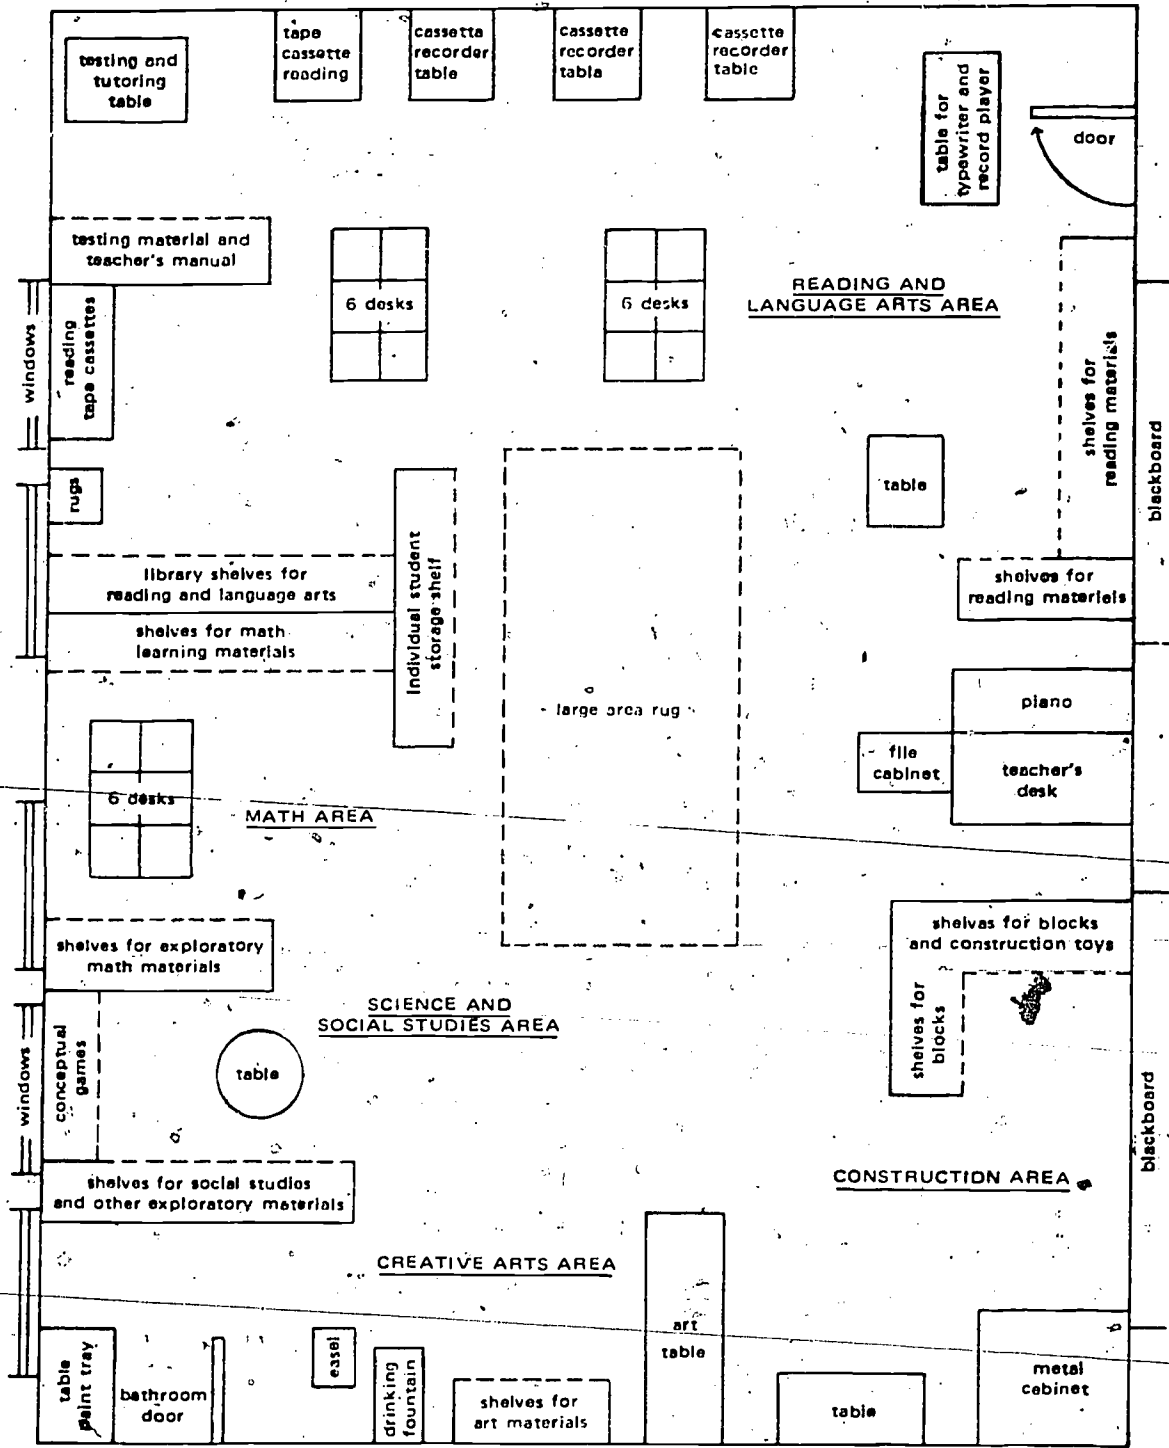 testing and
tutoring
table
tape
cassette
reading
cassetta
recorder
table
cassette
recorder
tabla
cassette
recorder
table
table for
typewriter and
record player
door
testing material and
teacher's manual
6 desks
6 desks
READING AND
LANGUAGE ARTS AREA
windows
reading
tapa cassettes
shelves for
reading materials
blackboard
rugs
table
library shelves for
reading and language arts
shelves for math
learning materials
Individual student
storage shelf
shelves for
reading materials
large area rug
piano
file
cabinet
teacher's
desk
6 desks
MATH AREA
shelves for exploratory
math materials
shelvas for blocks
and construction toys
shelves for
blocks
SCIENCE AND
SOCIAL STUDIES AREA
windows
conceptual
games
table
blackboard
shelves for social studies
and other exploratory materials
CONSTRUCTION AREA
CREATIVE ARTS AREA
table
paint tray
bathroom
door
easel
drinking
fountain
shelves for
art materials
art
table
table
metal
cabinet